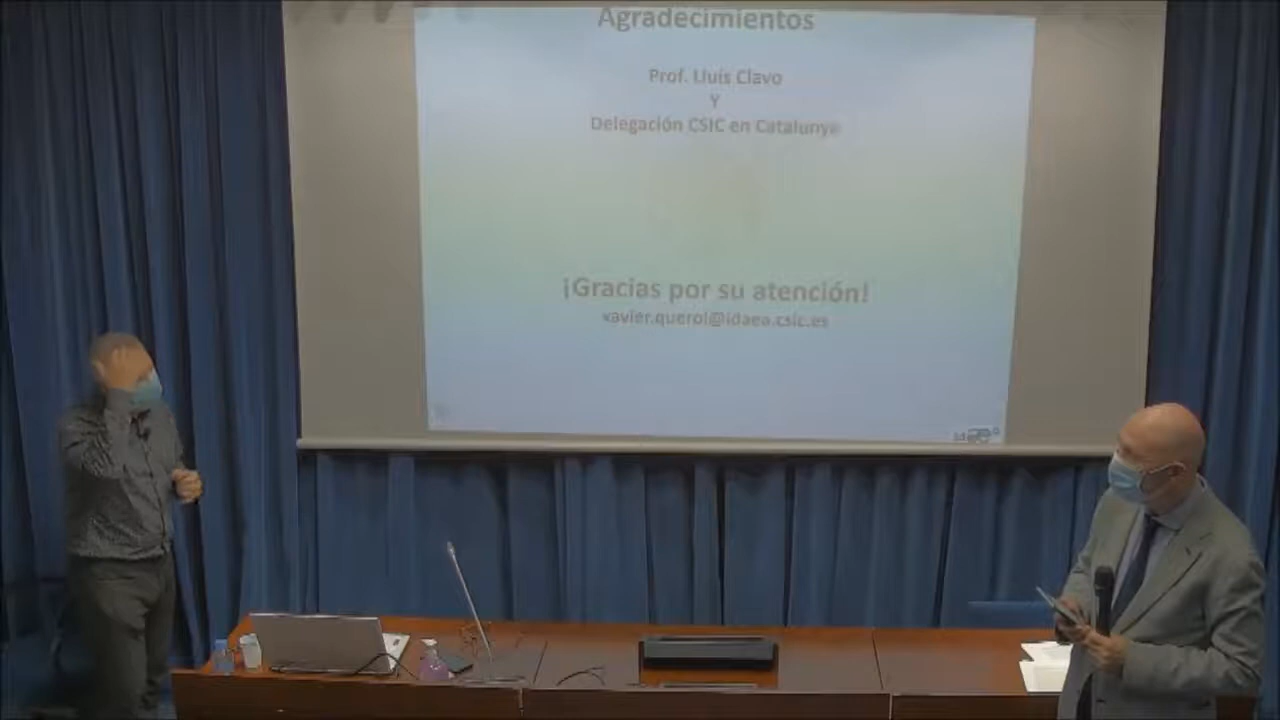 Agradecimientos
Prof. Lluís Clavo
Y
Delegación CSIC en Catalunya
¡Gracias por su atención!
xavier.querol@idaea.csic.es